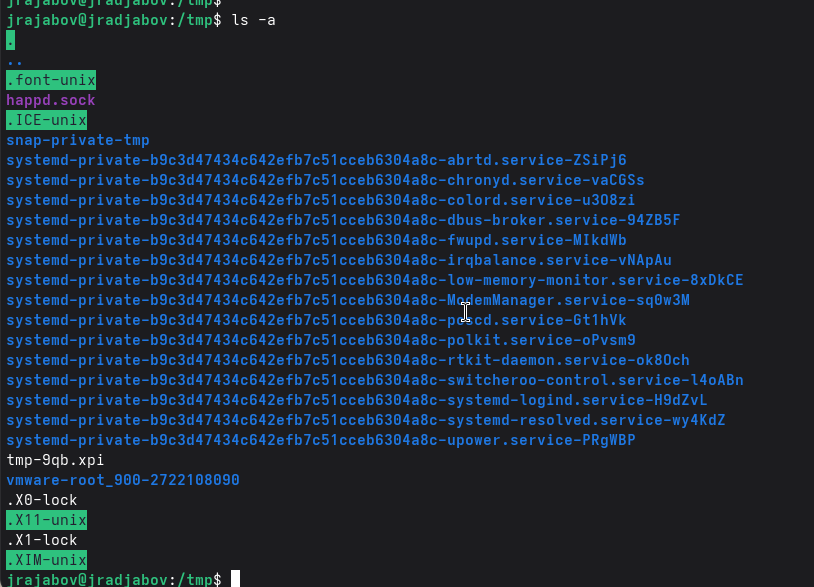 jrajabov@jradjabov:/tmp$
jrajabov@jradjabov:/tmp$ ls -a
.
..
.font-unix
happd.sock
.ICE-unix
snap-private-tmp
systemd-private-b9c3d47434c642efb7c51cceb6304a8c-abrtd.service-ZSiPj6
systemd-private-b9c3d47434c642efb7c51cceb6304a8c-chronyd.service-vaCGSs
systemd-private-b9c3d47434c642efb7c51cceb6304a8c-colord.service-u3O8zi
systemd-private-b9c3d47434c642efb7c51cceb6304a8c-dbus-broker.service-94ZB5F
systemd-private-b9c3d47434c642efb7c51cceb6304a8c-fwupd.service-MIkdWb
systemd-private-b9c3d47434c642efb7c51cceb6304a8c-irqbalance.service-vNApAu
systemd-private-b9c3d47434c642efb7c51cceb6304a8c-low-memory-monitor.service-8xDkCE
systemd-private-b9c3d47434c642efb7c51cceb6304a8c-ModemManager.service-sq0w3M
systemd-private-b9c3d47434c642efb7c51cceb6304a8c-pcscd.service-Gt1hVk
systemd-private-b9c3d47434c642efb7c51cceb6304a8c-polkit.service-oPvsm9
systemd-private-b9c3d47434c642efb7c51cceb6304a8c-rtkit-daemon.service-ok8Och
systemd-private-b9c3d47434c642efb7c51cceb6304a8c-switcheroo-control.service-l4oABn
systemd-private-b9c3d47434c642efb7c51cceb6304a8c-systemd-logind.service-H9dZvL
systemd-private-b9c3d47434c642efb7c51cceb6304a8c-systemd-resolved.service-wy4KdZ
systemd-private-b9c3d47434c642efb7c51cceb6304a8c-upower.service-PRgWBP
tmp-9qb.xpi
vmware-root_900-2722108090
.X0-lock
.X11-unix
.X1-lock
.XIM-unix
jrajabov@jradjabov:/tmp$